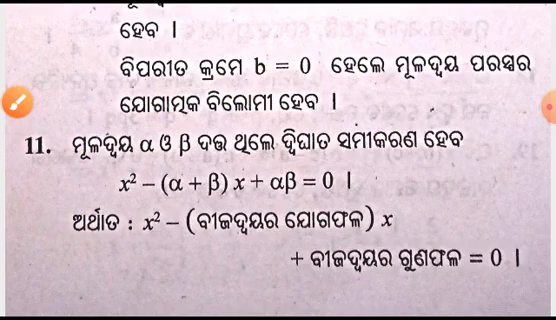 ହେବ ।
ବିପରୀତ କ୍ରମେ b = 0 ହେଲେ ମୂଳଦ୍ୱୟ ପରସ୍ପର
ଯୋଗାତ୍ମକ ବିଲୋମୀ ହେବ ।
11. ମୂଳଦ୍ୱୟ α ଓ β ଦତ୍ତ ଥିଲେ ଦ୍ୱିଘାତ ସମୀକରଣ ହେବ
x² – (α + β) x + αβ = 0 ।
ଅର୍ଥାତ : x² – (ବୀଜଦ୍ୱୟର ଯୋଗଫଳ) x
+ ବୀଜଦ୍ୱୟର ଗୁଣଫଳ = 0 ।